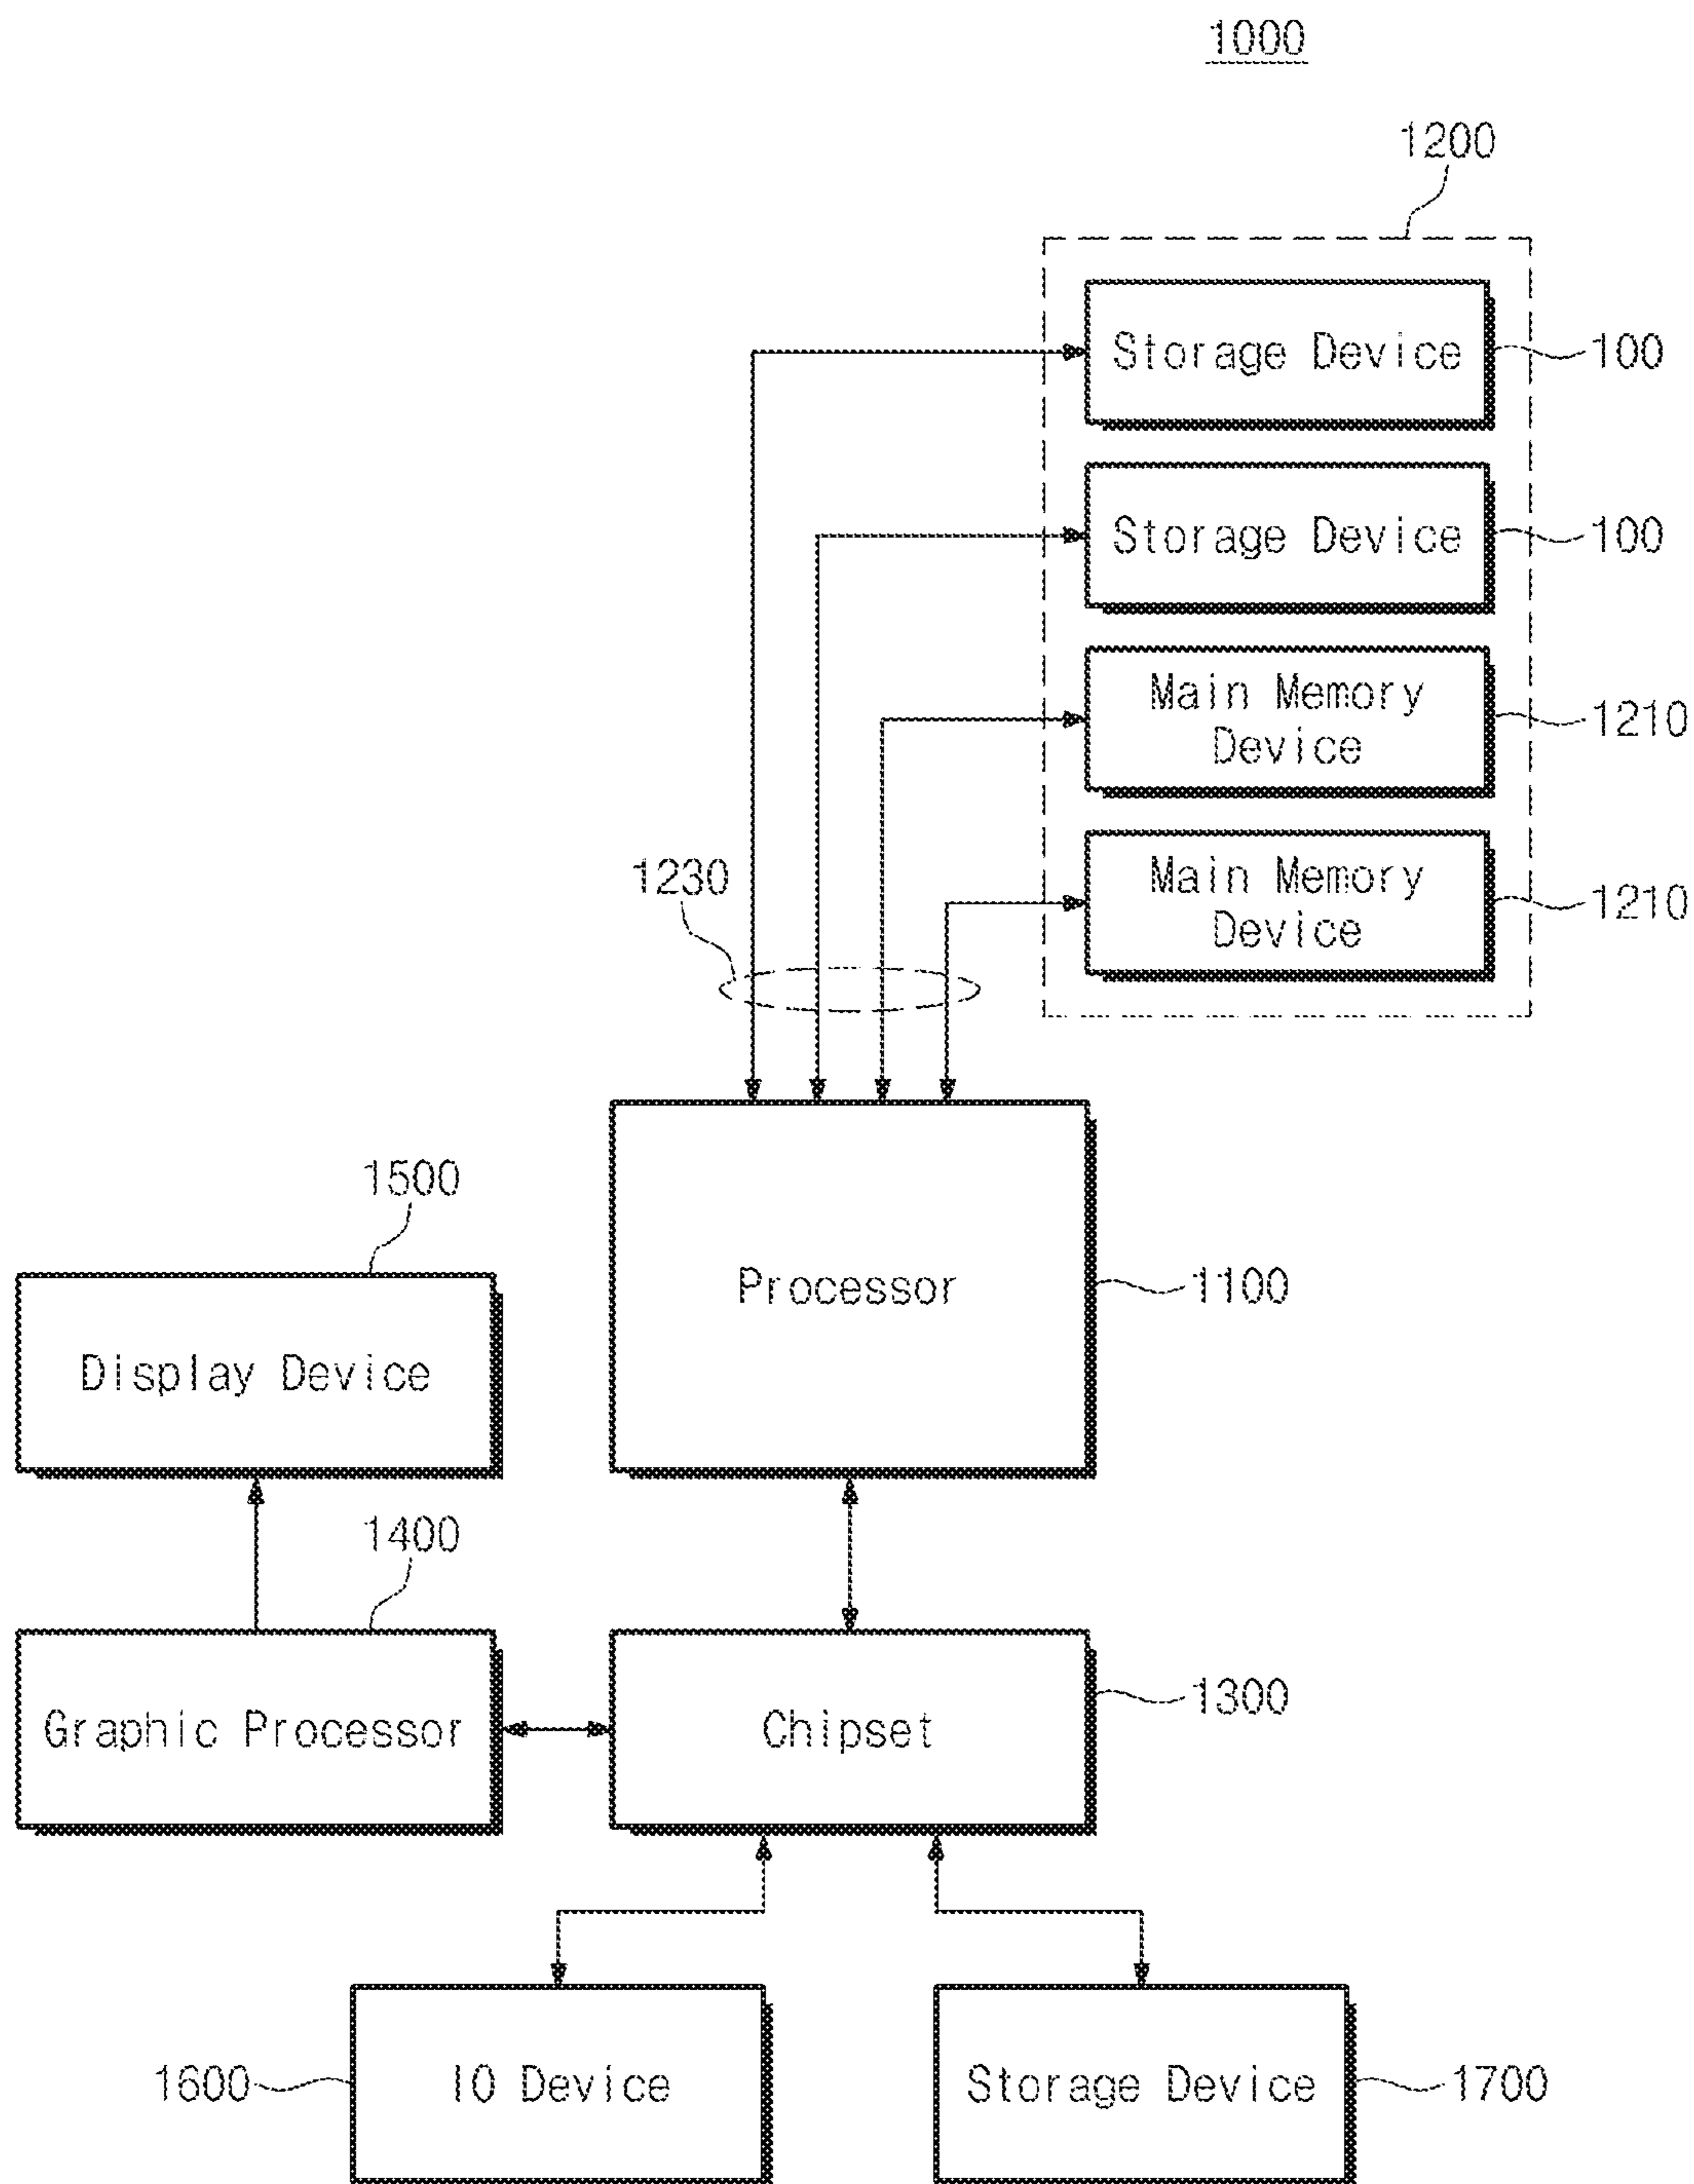 1000
1200
Storage Device
100
Storage Device
100
Main Memory
Device
1210
Main Memory
Device
1210
1230
Processor
1100
1500
Display Device
1400
Graphic Processor
Chipset
1300
IO Device
1600
Storage Device
1700